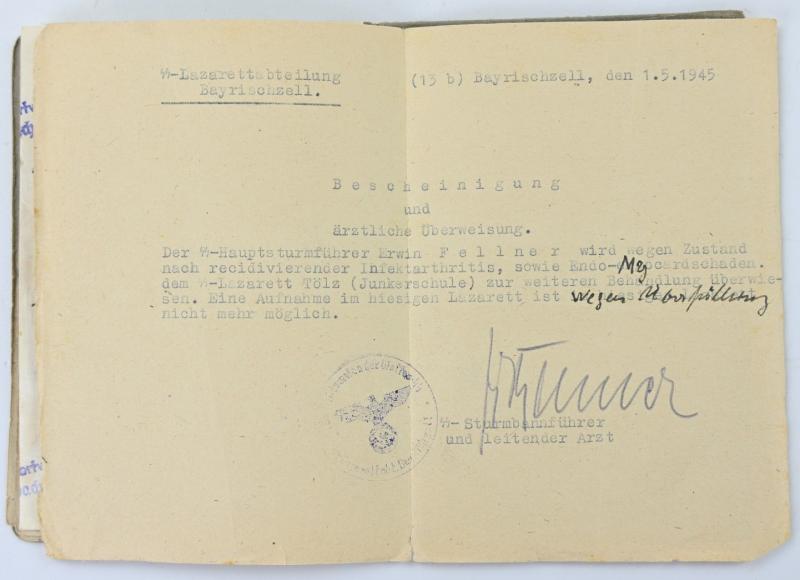 ᛋᛋ-Lazarettabteilung
Bayrischzell.
(13 b) Bayrischzell, den 1.5.1945
Bescheinigung
und
ärztliche Überweisung.
Der ᛋᛋ-Hauptsturmführer Erwin Fellner wird wegen Zustand
nach recidivierender Infektarthritis, sowie Endo- Myocardschaden.
dem ᛋᛋ-Lazarett Tölz (Junkerschule) zur weiteren Behandlung überwie-
sen. Eine Aufnahme im hiesigen Lazarett ist wegen Überfüllung
nicht mehr möglich.
ᛋᛋ-Sturmbannführer
und leitender Arzt